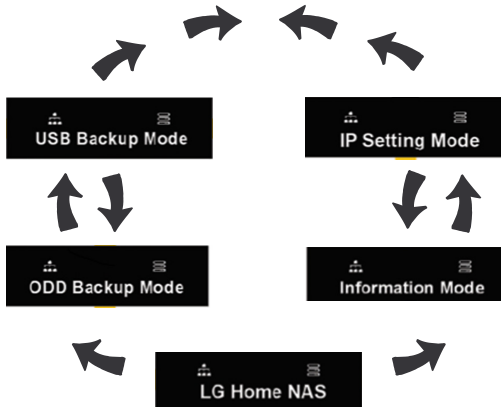 USB Backup Mode
IP Setting Mode
ODD Backup Mode
Information Mode
LG Home NAS